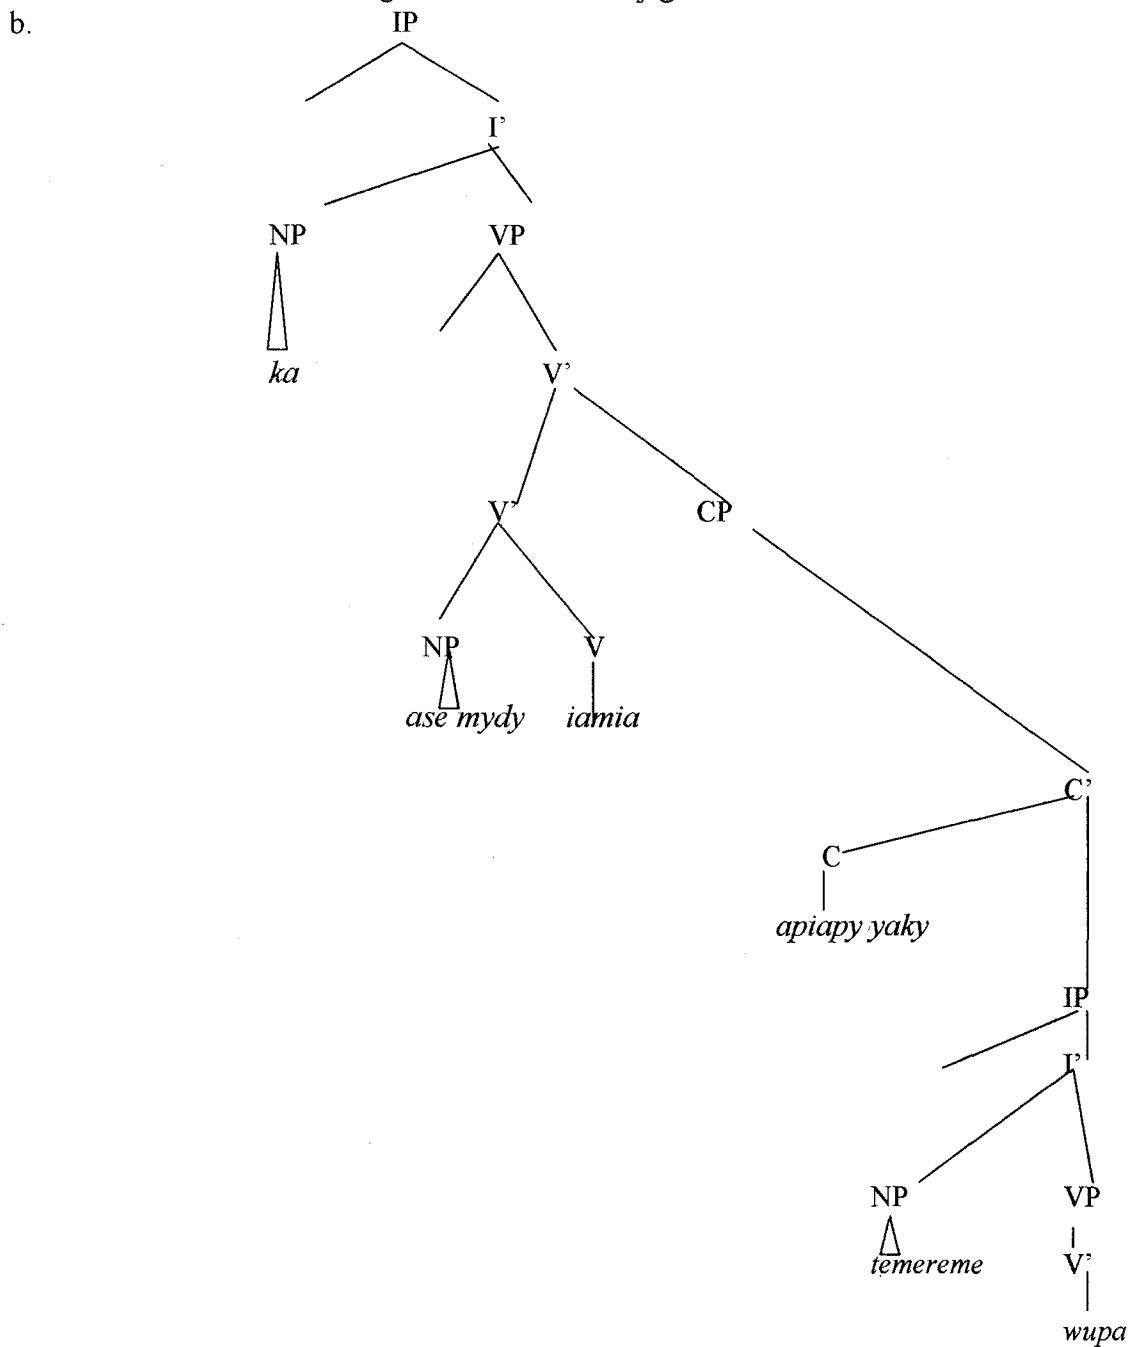 b.
IP
I’
NP VP
ka
V’
V’ CP
NP V
ase mydy iamia
C’
C
apiapy yaky
IP
I’
NP VP
temereme V’
wupa